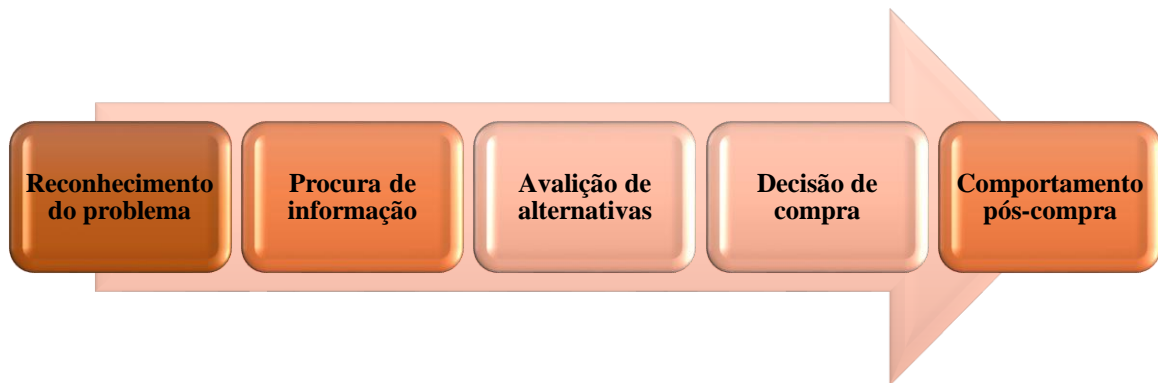 Reconhecimento
do problema
Procura de
informação
Avalição de
alternativas
Decisão de
compra
Comportamento
pós-compra